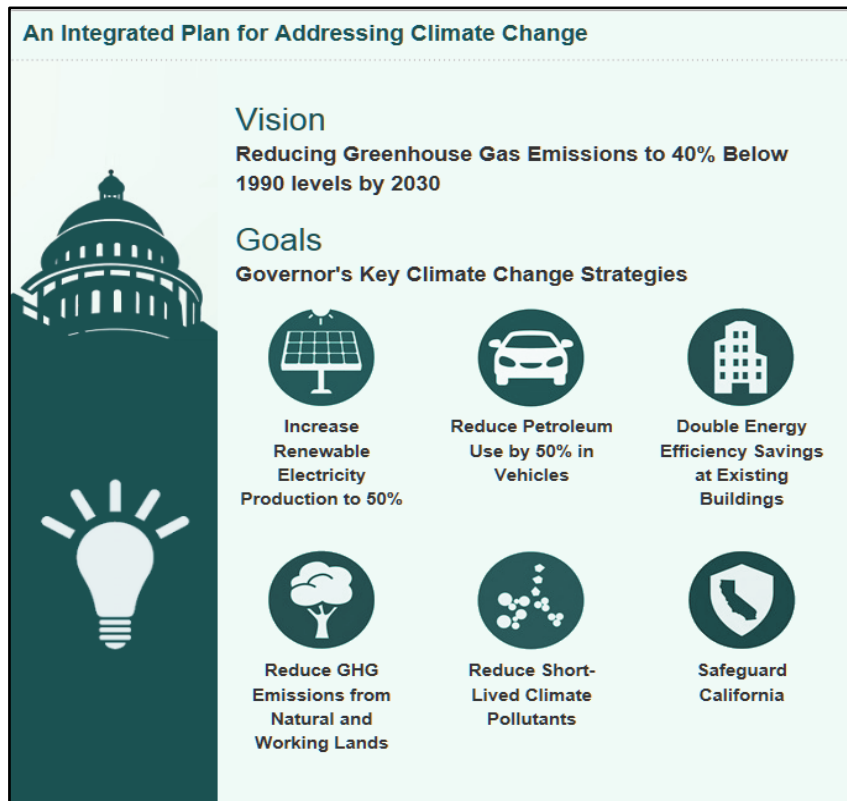 An Integrated Plan for Addressing Climate Change
Vision
Reducing Greenhouse Gas Emissions to 40% Below
1990 levels by 2030
Goals
Governor's Key Climate Change Strategies
Increase
Renewable
Electricity
Production to 50%
Reduce Petroleum
Use by 50% in
Vehicles
Double Energy
Efficiency Savings
at Existing
Buildings
Reduce GHG
Emissions from
Natural and
Working Lands
Reduce Short-
Lived Climate
Pollutants
Safeguard
California